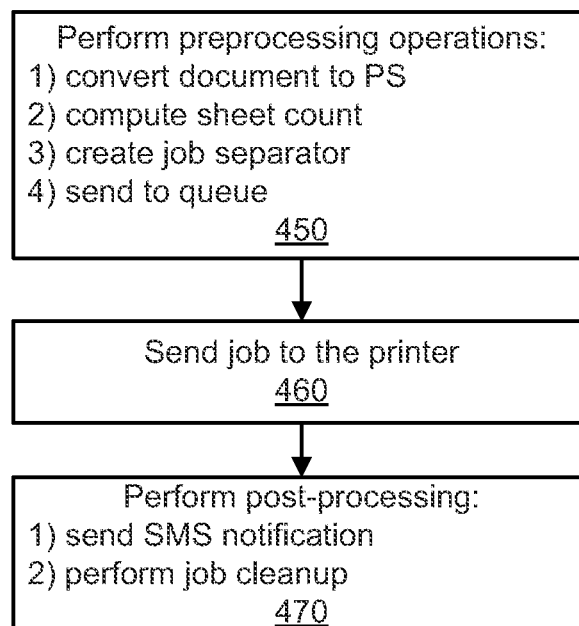 Perform preprocessing operations:
1) convert document to PS
2) compute sheet count
3) create job separator
4) send to queue
450
Send job to the printer
460
Perform post-processing:
1) send SMS notification
2) perform job cleanup
470